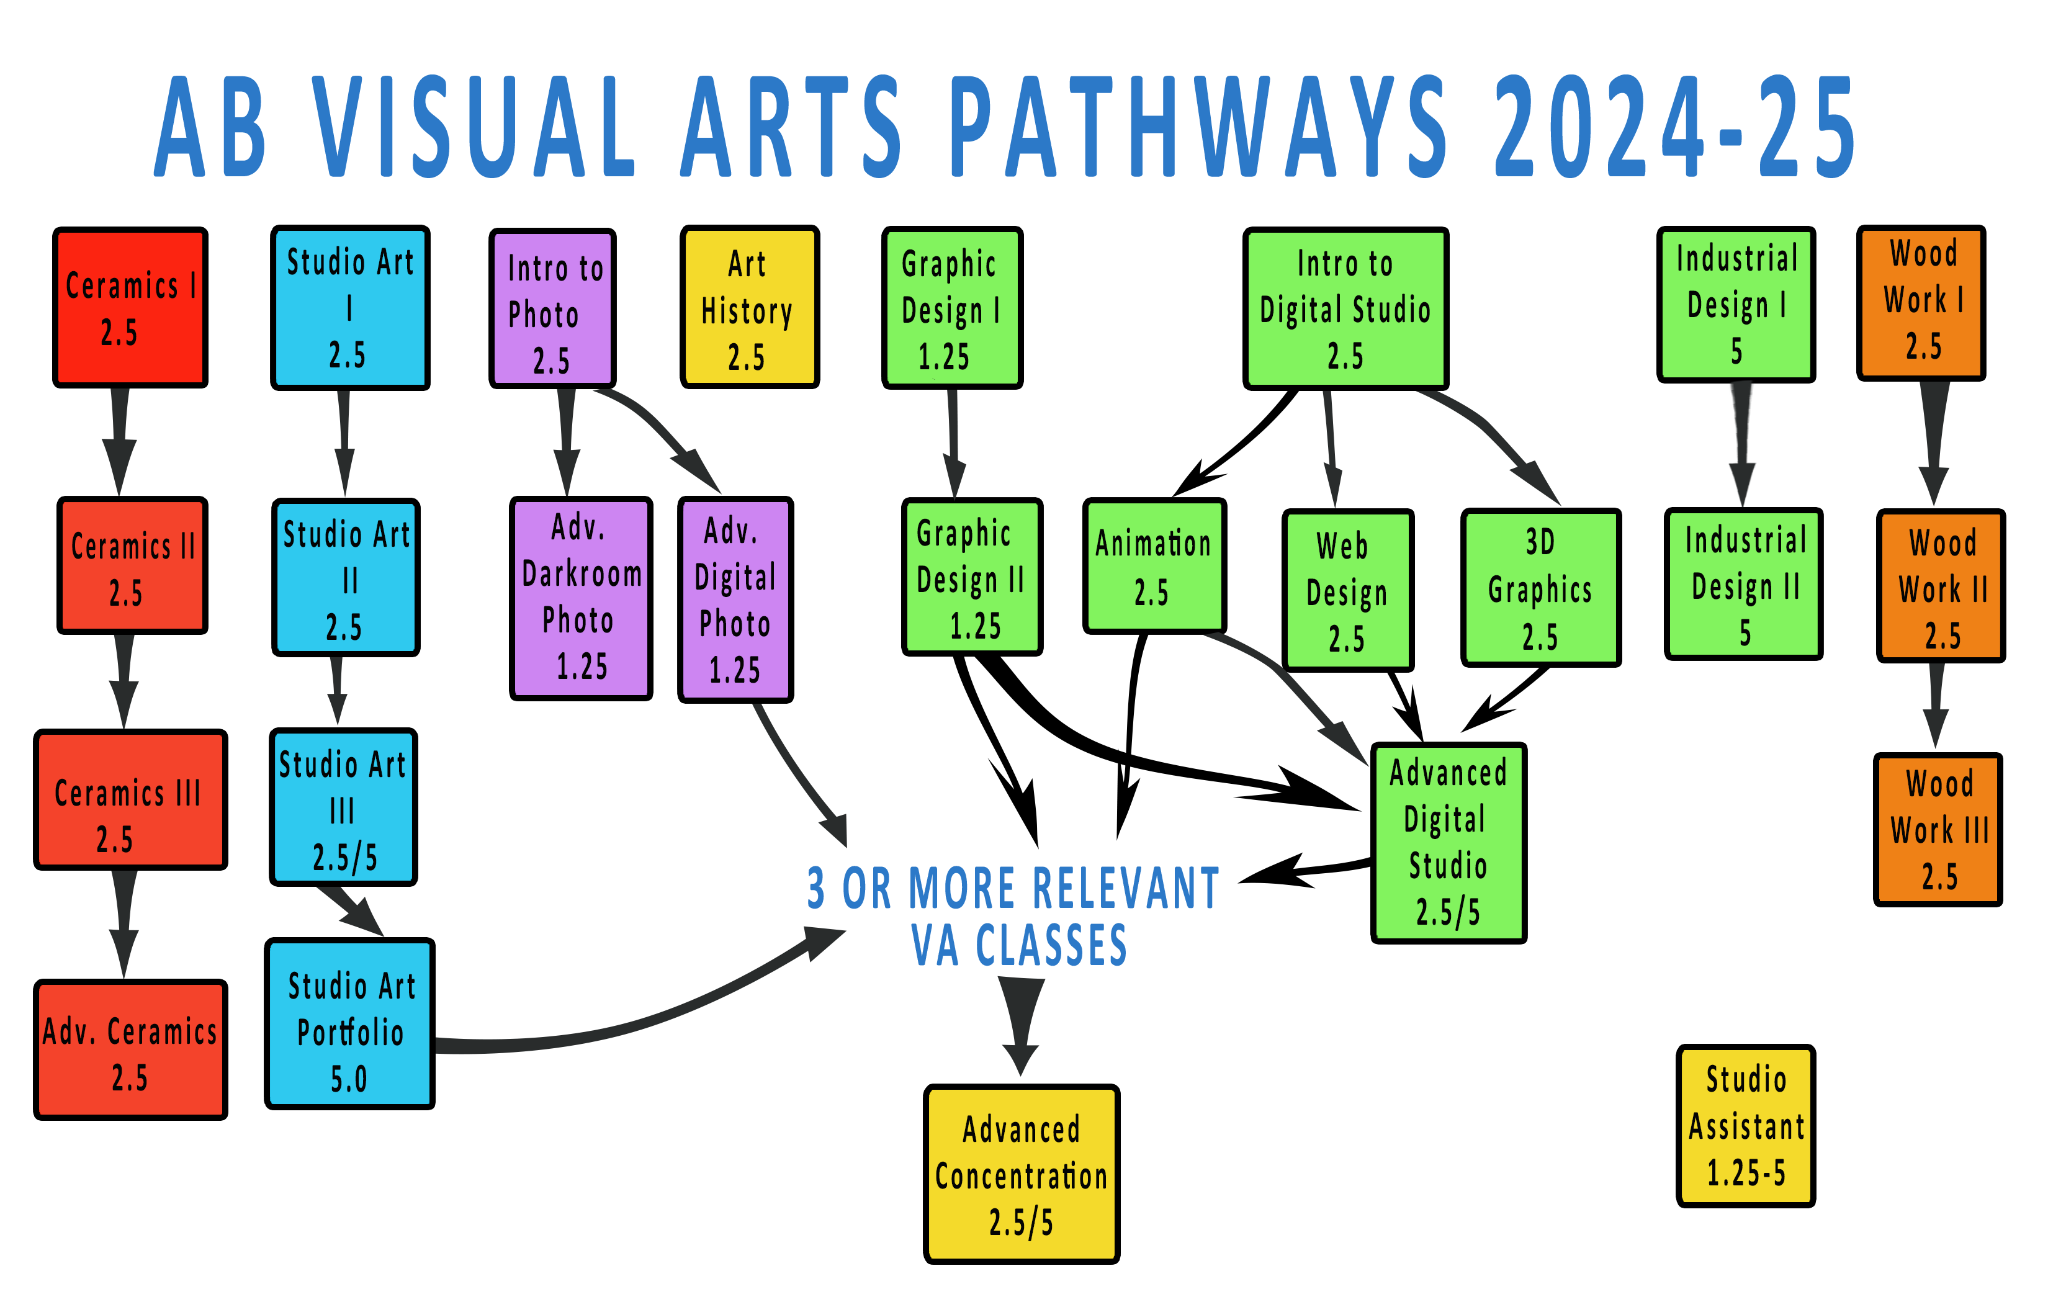 AB VISUAL ARTS PATHWAYS 2024-25
Ceramics I
2.5
Studio Art
I
2.5
Intro to
Photo
2.5
Art
History
2.5
Graphic
Design I
1.25
Intro to
Digital Studio
2.5
Industrial
Design I
5
Wood
Work I
2.5
Ceramics II
2.5
Studio Art
II
2.5
Adv.
Darkroom
Photo
1.25
Adv.
Digital
Photo
1.25
Graphic
Design II
1.25
Animation
2.5
Web
Design
2.5
3D
Graphics
2.5
Industrial
Design II
5
Wood
Work II
2.5
Ceramics III
2.5
Studio Art
III
2.5/5
Advanced
Digital
Studio
2.5/5
Wood
Work III
2.5
3 OR MORE RELEVANT
VA CLASSES
Adv. Ceramics
2.5
Studio Art
Portfolio
5.0
Advanced
Concentration
2.5/5
Studio
Assistant
1.25-5